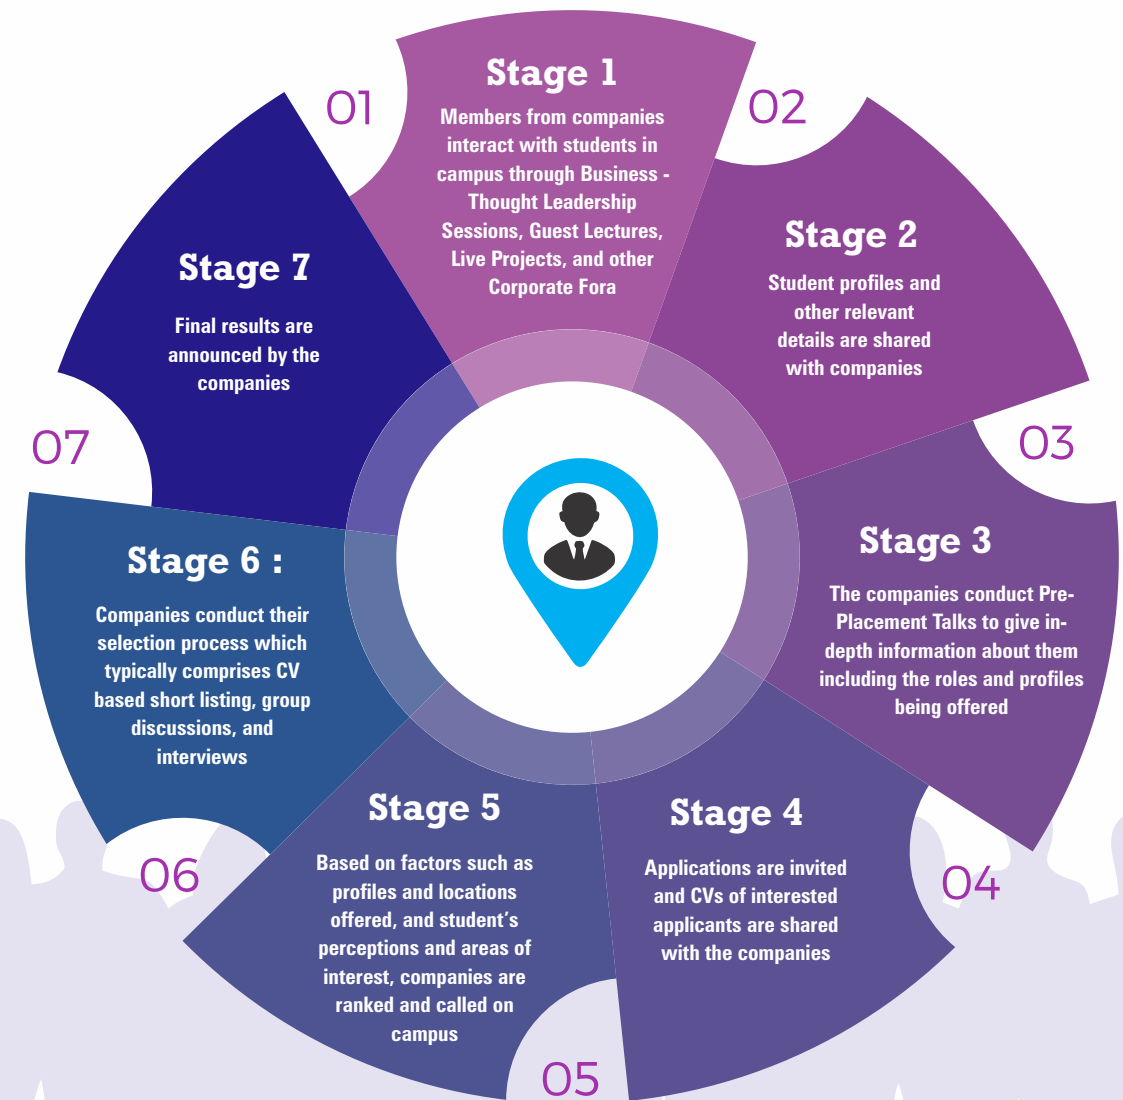 01
Stage 1
Members from companies
interact with students in
campus through Business -
Thought Leadership
Sessions, Guest Lectures,
Live Projects, and other
Corporate Fora
02
Stage 2
Student profiles and
other relevant
details are shared
with companies
03
Stage 3
The companies conduct Pre-
Placement Talks to give in-
depth information about them
including the roles and profiles
being offered
04
Stage 4
Applications are invited
and CVs of interested
applicants are shared
with the companies
05
Stage 5
Based on factors such as
profiles and locations
offered, and student’s
perceptions and areas of
interest, companies are
ranked and called on
campus
06
Stage 6 :
Companies conduct their
selection process which
typically comprises CV
based short listing, group
discussions, and
interviews
07
Stage 7
Final results are
announced by the
companies